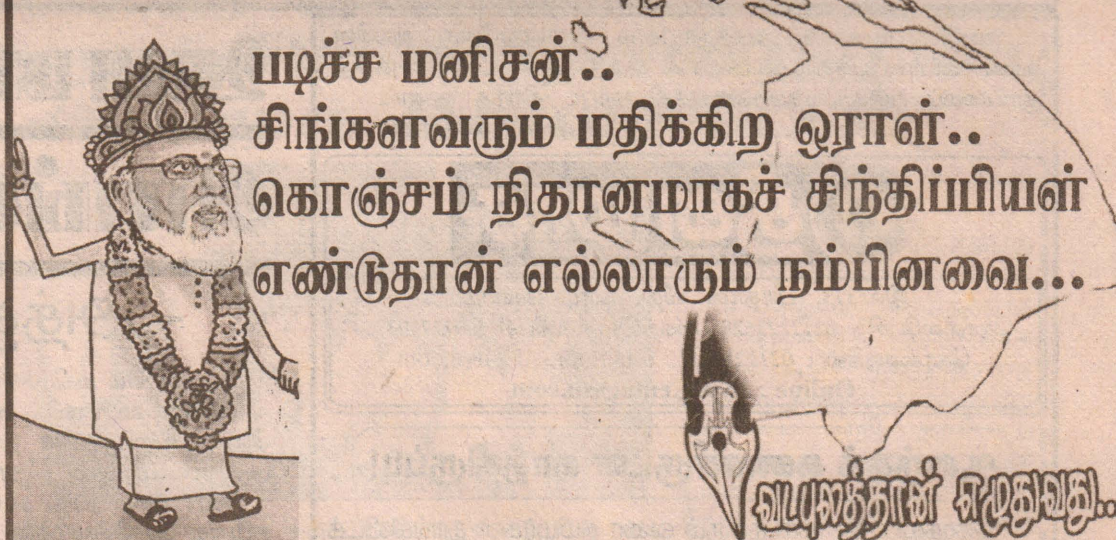 படிச்ச மனிசன்..
சிங்களவரும் மதிக்கிற ஒராள்..
கொஞ்சம் நிதானமாகச் சிந்திப்பியள்
எண்டுதான் எல்லாரும் நம்பினவை...
வடபுலத்தான் எழுதுவது..